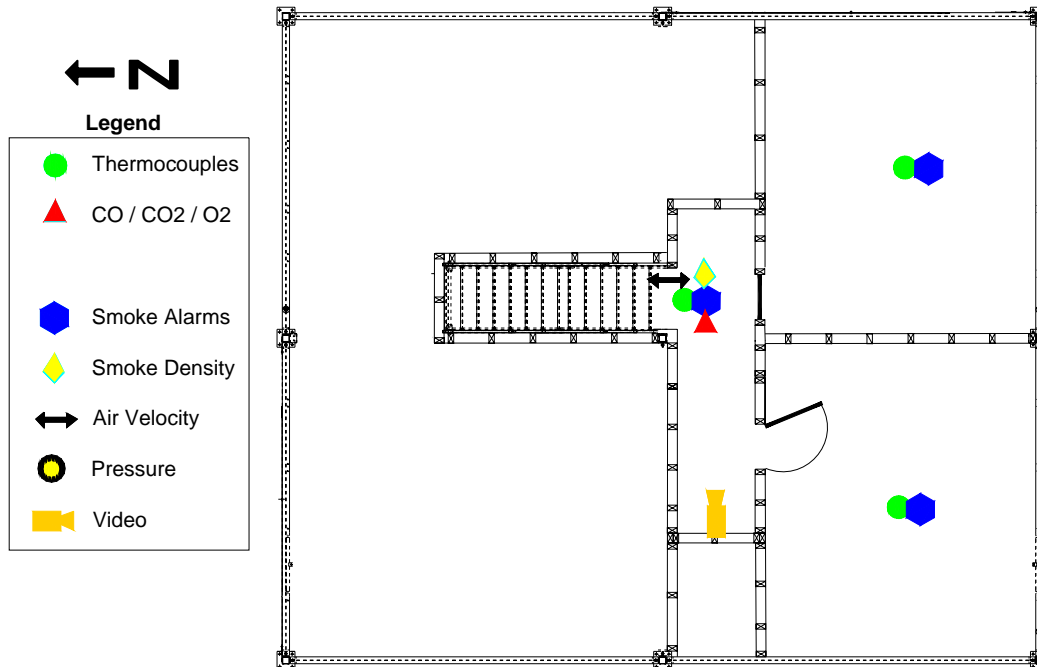 N
Legend
Thermocouples
CO / CO2 / O2
Smoke Alarms
Smoke Density
Air Velocity
Pressure
Video